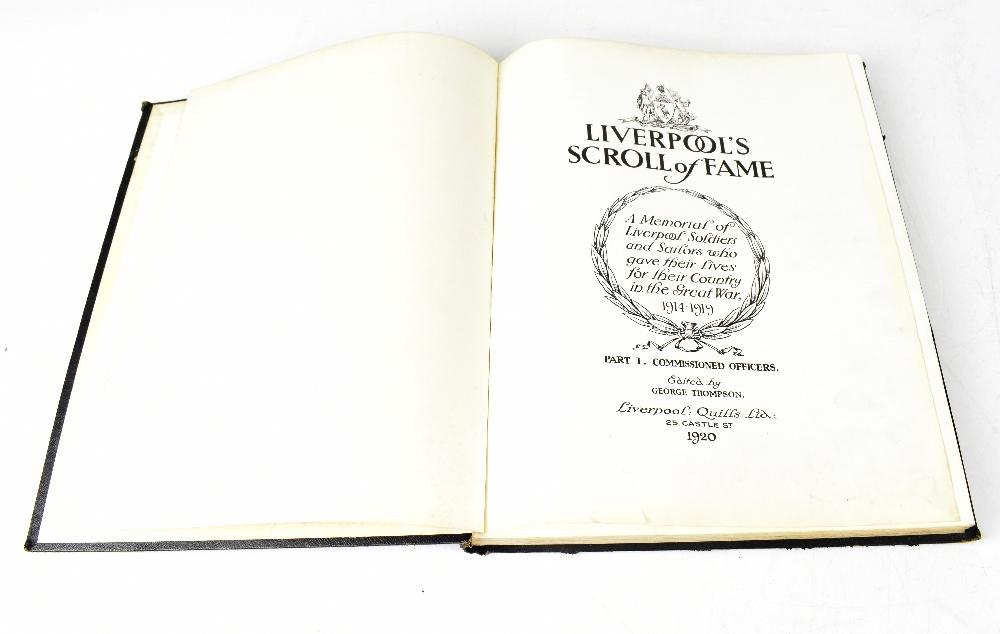 LIVERPOOL'S
SCROLL of FAME
A Memorial of
Liverpool Soldiers
and Sailors who
gave their lives
for their Country
in the Great War,
1914-1919
PART 1. COMMISSIONED OFFICERS.
Edited by
GEORGE THOMPSON.
Liverpool: Quills Ltd.:
25, CASTLE ST
1920